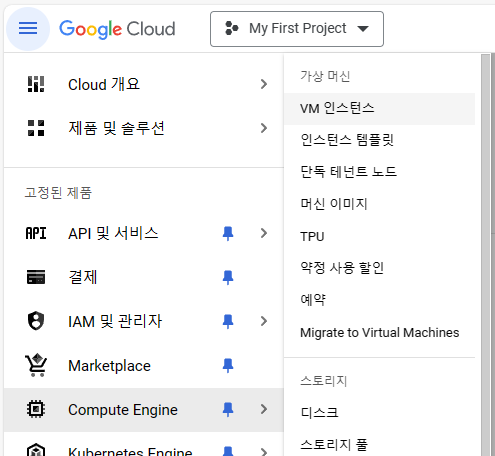 Google Cloud
My First Project
Cloud 개요
제품 및 솔루션
고정된 제품
API API 및 서비스
결제
IAM 및 관리자
Marketplace
Compute Engine
Kubernetes Engine
가상 머신
VM 인스턴스
인스턴스 템플릿
단독 테넌트 노드
머신 이미지
TPU
약정 사용 할인
예약
Migrate to Virtual Machines
스토리지
디스크
스토리지 풀